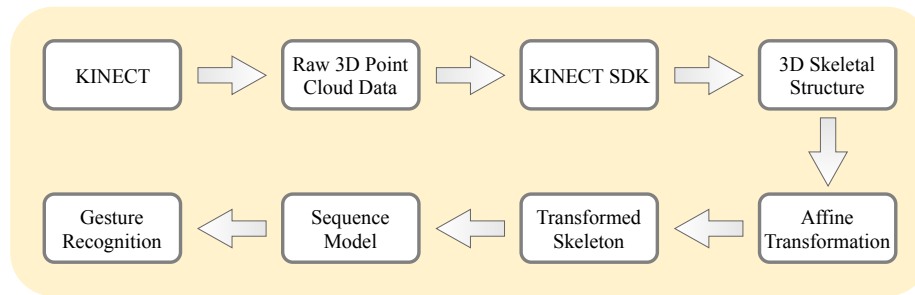 KINECT
Raw 3D Point
Cloud Data
KINECT SDK
3D Skeletal
Structure
Affine
Transformation
Transformed
Skeleton
Sequence
Model
Gesture
Recognition